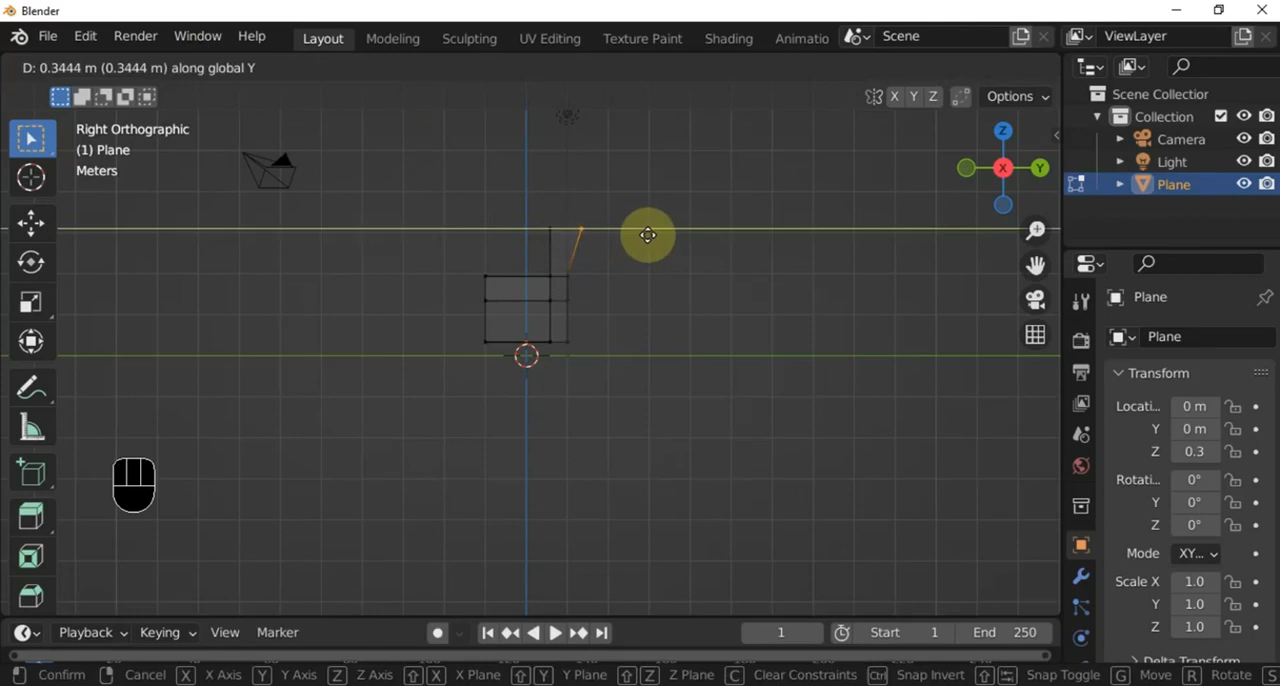 Blender
File Edit Render Window Help Layout Modeling Sculpting UV Editing Texture Paint Shading Animatio Scene ViewLayer
D: 0.3444 m (0.3444 m) along global Y
X Y Z Options
Right Orthographic
(1) Plane
Meters
Z
X
Y
Scene Collectior
Collection
Camera
Light
Plane
Plane
Plane
Transform
Locati... 0 m
Y 0 m
Z 0.3
Rotati... 0°
Y 0°
Z 0°
Mode XY...
Scale X 1.0
Y 1.0
Z 1.0
Delta Transform
Playback Keying View Marker 1 Start 1 End 250
Confirm Cancel X X Axis Y Y Axis Z Z Axis X X Plane Y Y Plane Z Z Plane C Clear Constraints Ctrl Snap Invert Snap Toggle G Move R Rotate S